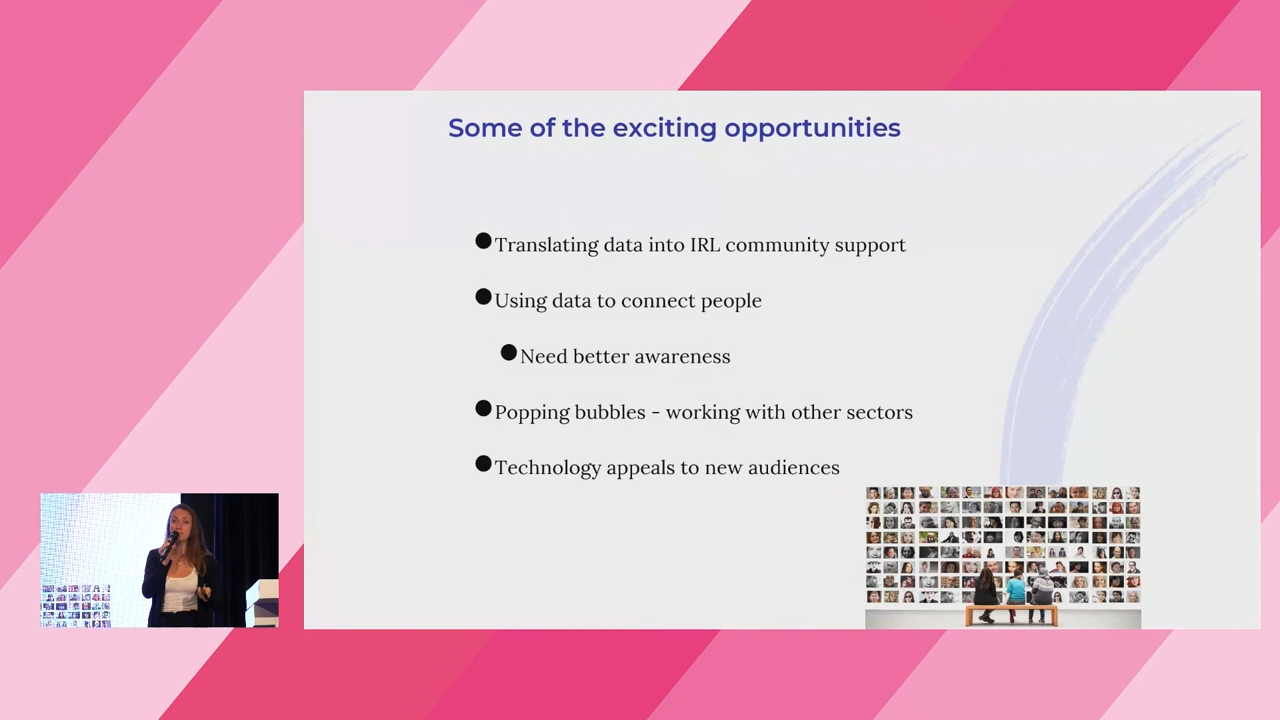 Some of the exciting opportunities
Translating data into IRL community support
Using data to connect people
Need better awareness
Popping bubbles - working with other sectors
Technology appeals to new audiences